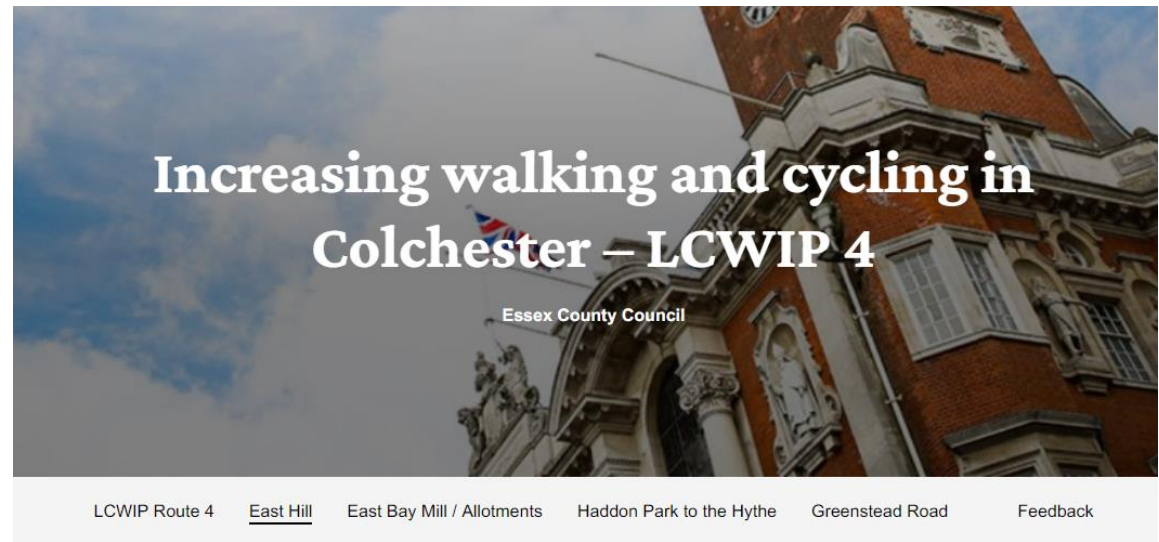 Increasing walking and cycling in
Colchester – LCWIP 4
Essex County Council
LCWIP Route 4 East Hill East Bay Mill / Allotments Haddon Park to the Hythe Greenstead Road Feedback